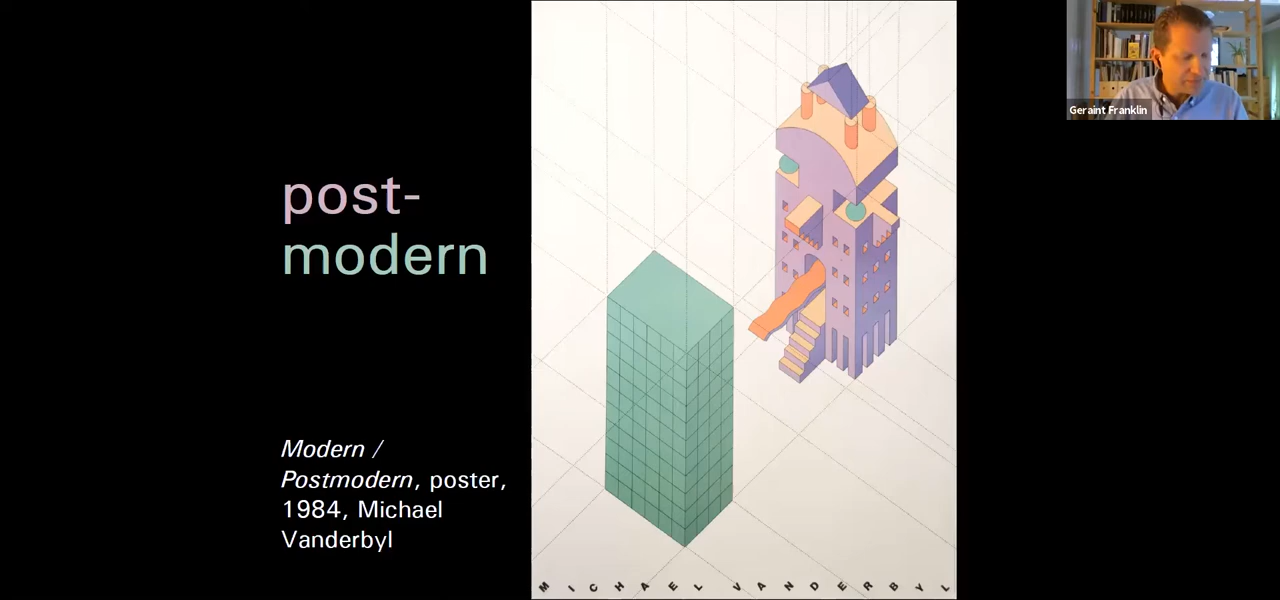 post-
modern
Modern /
Postmodern, poster,
1984, Michael
Vanderbyl
MICHAEL VANDERBYL
Geraint Franklin